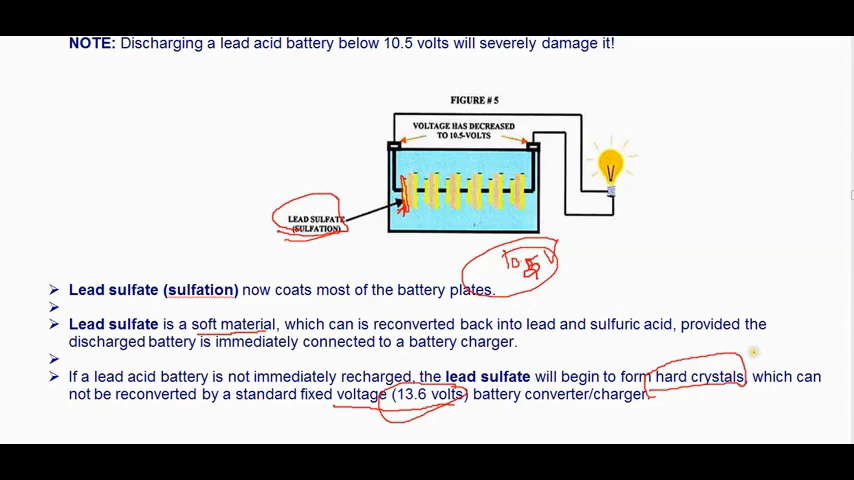 NOTE: Discharging a lead acid battery below 10.5 volts will severely damage it!
FIGURE # 5
VOLTAGE HAS DECREASED
TO 10.5-VOLTS
LEAD SULFATE
(SULFATION)
10.5 V
Lead sulfate (sulfation) now coats most of the battery plates.
Lead sulfate is a soft material, which can is reconverted back into lead and sulfuric acid, provided the
discharged battery is immediately connected to a battery charger.
If a lead acid battery is not immediately recharged, the lead sulfate will begin to form hard crystals, which can
not be reconverted by a standard fixed voltage (13.6 volts) battery converter/charger.